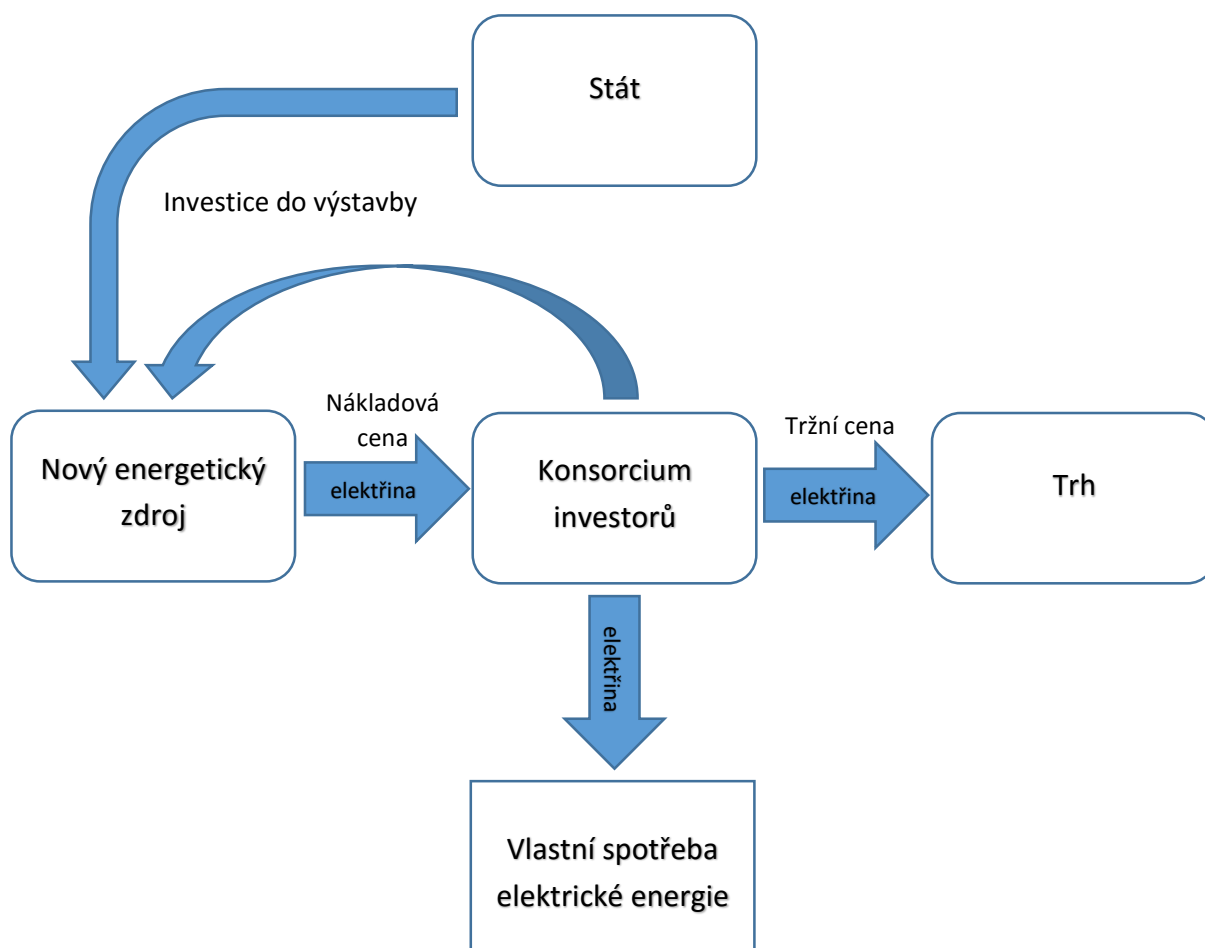 Stát
Investice do výstavby
Nákladová
cena
Tržní cena
Nový energetický
zdroj
elektřina
Konsorcium
investorů
elektřina
Trh
elektřina
Vlastní spotřeba
elektrické energie